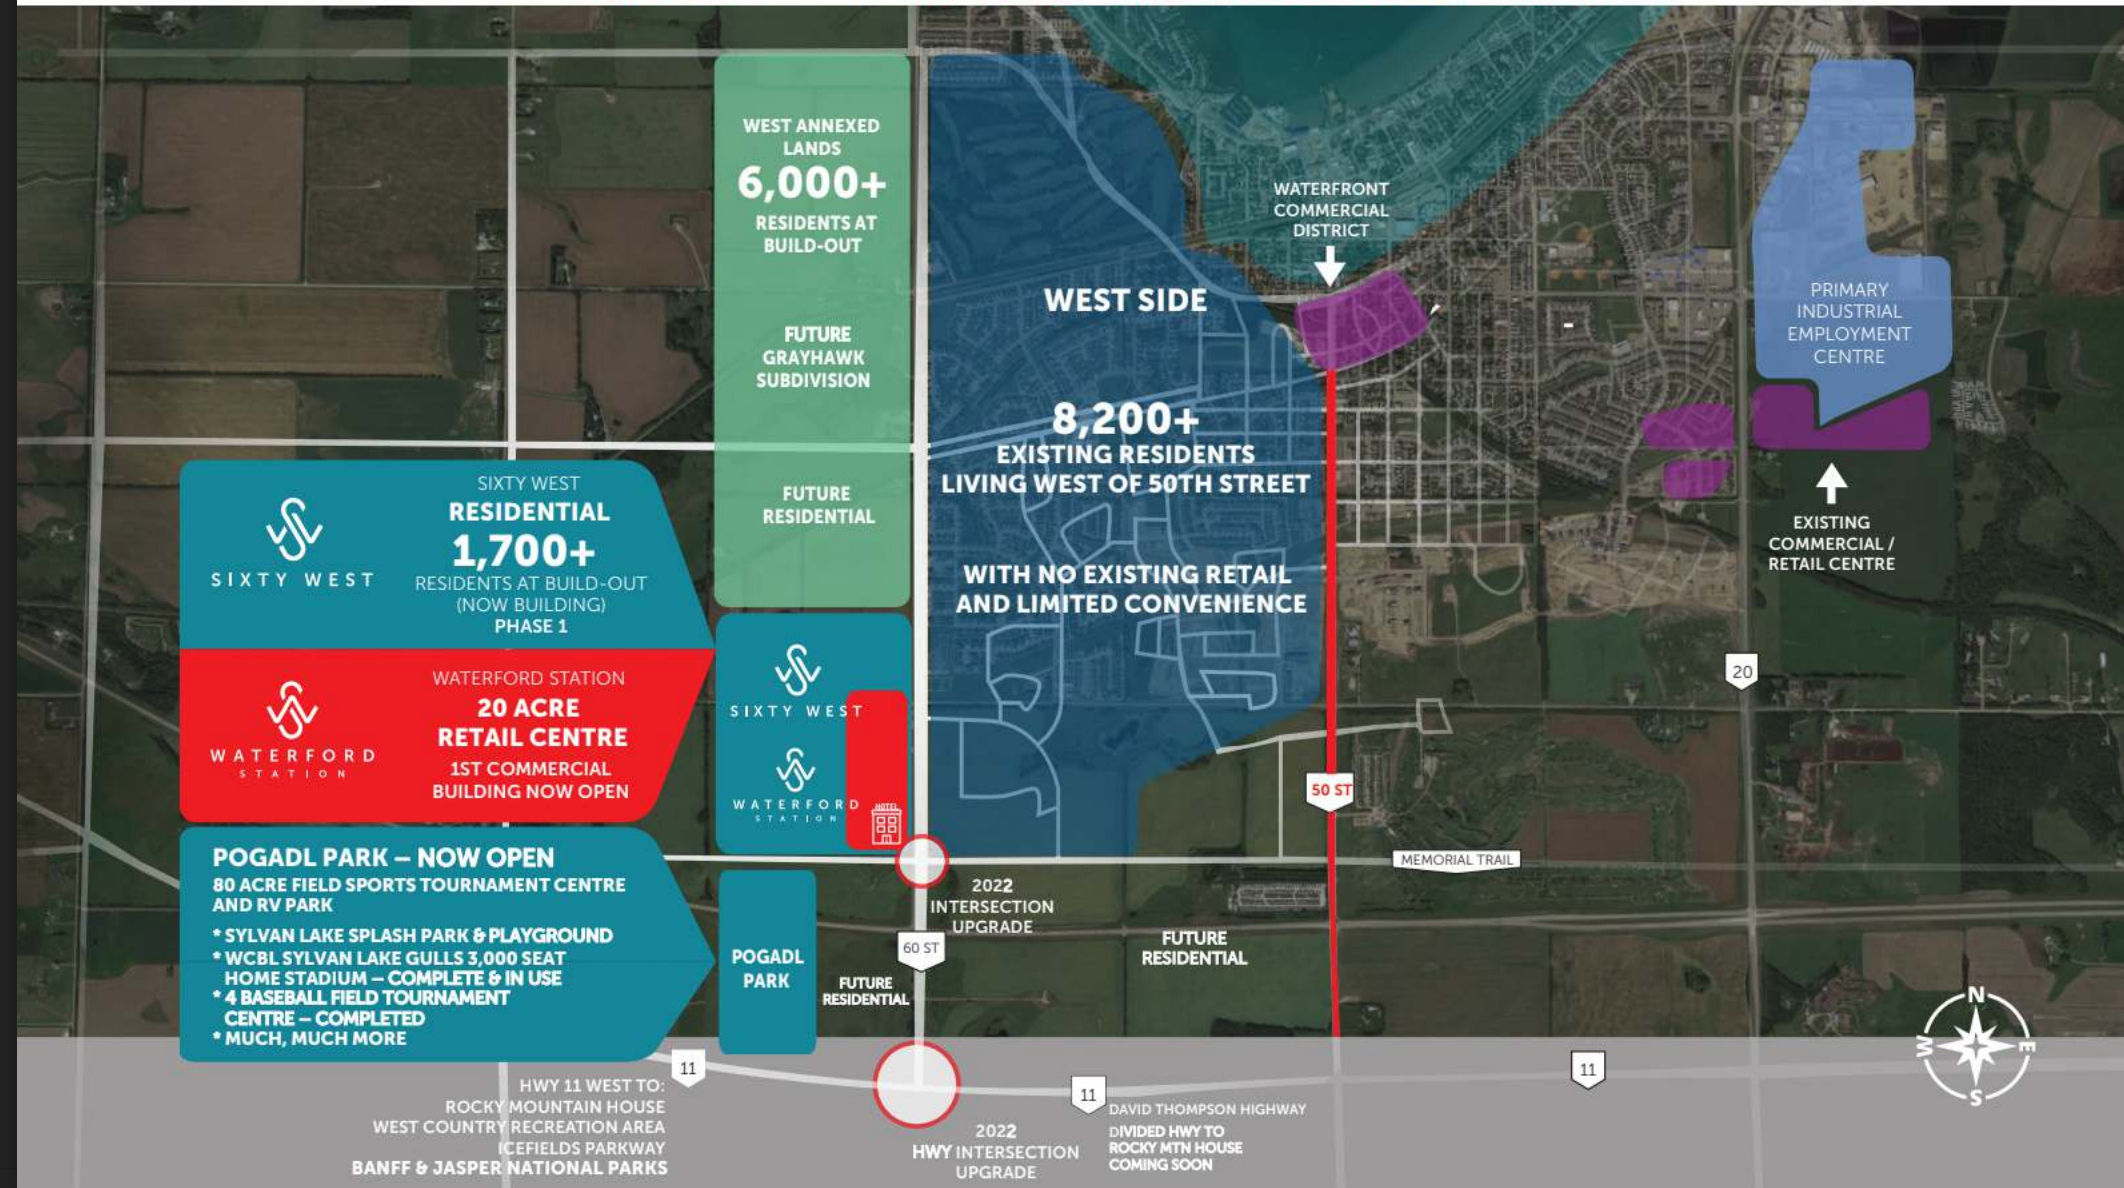 WEST ANNEXED
LANDS
6,000+
RESIDENTS AT
BUILD-OUT
FUTURE
GRAYHAWK
SUBDIVISION
FUTURE
RESIDENTIAL
WEST SIDE
8,200+
EXISTING RESIDENTS
LIVING WEST OF 50TH STREET
WITH NO EXISTING RETAIL
AND LIMITED CONVENIENCE
WATERFRONT
COMMERCIAL
DISTRICT
PRIMARY
INDUSTRIAL
EMPLOYMENT
CENTRE
EXISTING
COMMERCIAL /
RETAIL CENTRE
20
SIXTY WEST
SIXTY WEST
RESIDENTIAL
1,700+
RESIDENTS AT BUILD-OUT
(NOW BUILDING)
PHASE 1
WATERFORD
STATION
WATERFORD STATION
20 ACRE
RETAIL CENTRE
1ST COMMERCIAL
BUILDING NOW OPEN
SIXTY WEST
WATERFORD
STATION
HOTEL
50 ST
MEMORIAL TRAIL
POGADL PARK – NOW OPEN
80 ACRE FIELD SPORTS TOURNAMENT CENTRE
AND RV PARK
* SYLVAN LAKE SPLASH PARK & PLAYGROUND
* WCBL SYLVAN LAKE GULLS 3,000 SEAT
HOME STADIUM – COMPLETE & IN USE
* 4 BASEBALL FIELD TOURNAMENT
CENTRE – COMPLETED
* MUCH, MUCH MORE
POGADL
PARK
FUTURE
RESIDENTIAL
2022
INTERSECTION
UPGRADE
60 ST
FUTURE
RESIDENTIAL
11
HWY 11 WEST TO:
ROCKY MOUNTAIN HOUSE
WEST COUNTRY RECREATION AREA
ICEFIELDS PARKWAY
BANFF & JASPER NATIONAL PARKS
2022
HWY INTERSECTION
UPGRADE
11
DAVID THOMPSON HIGHWAY
DIVIDED HWY TO
ROCKY MTN HOUSE
COMING SOON
11
N
W
E
S